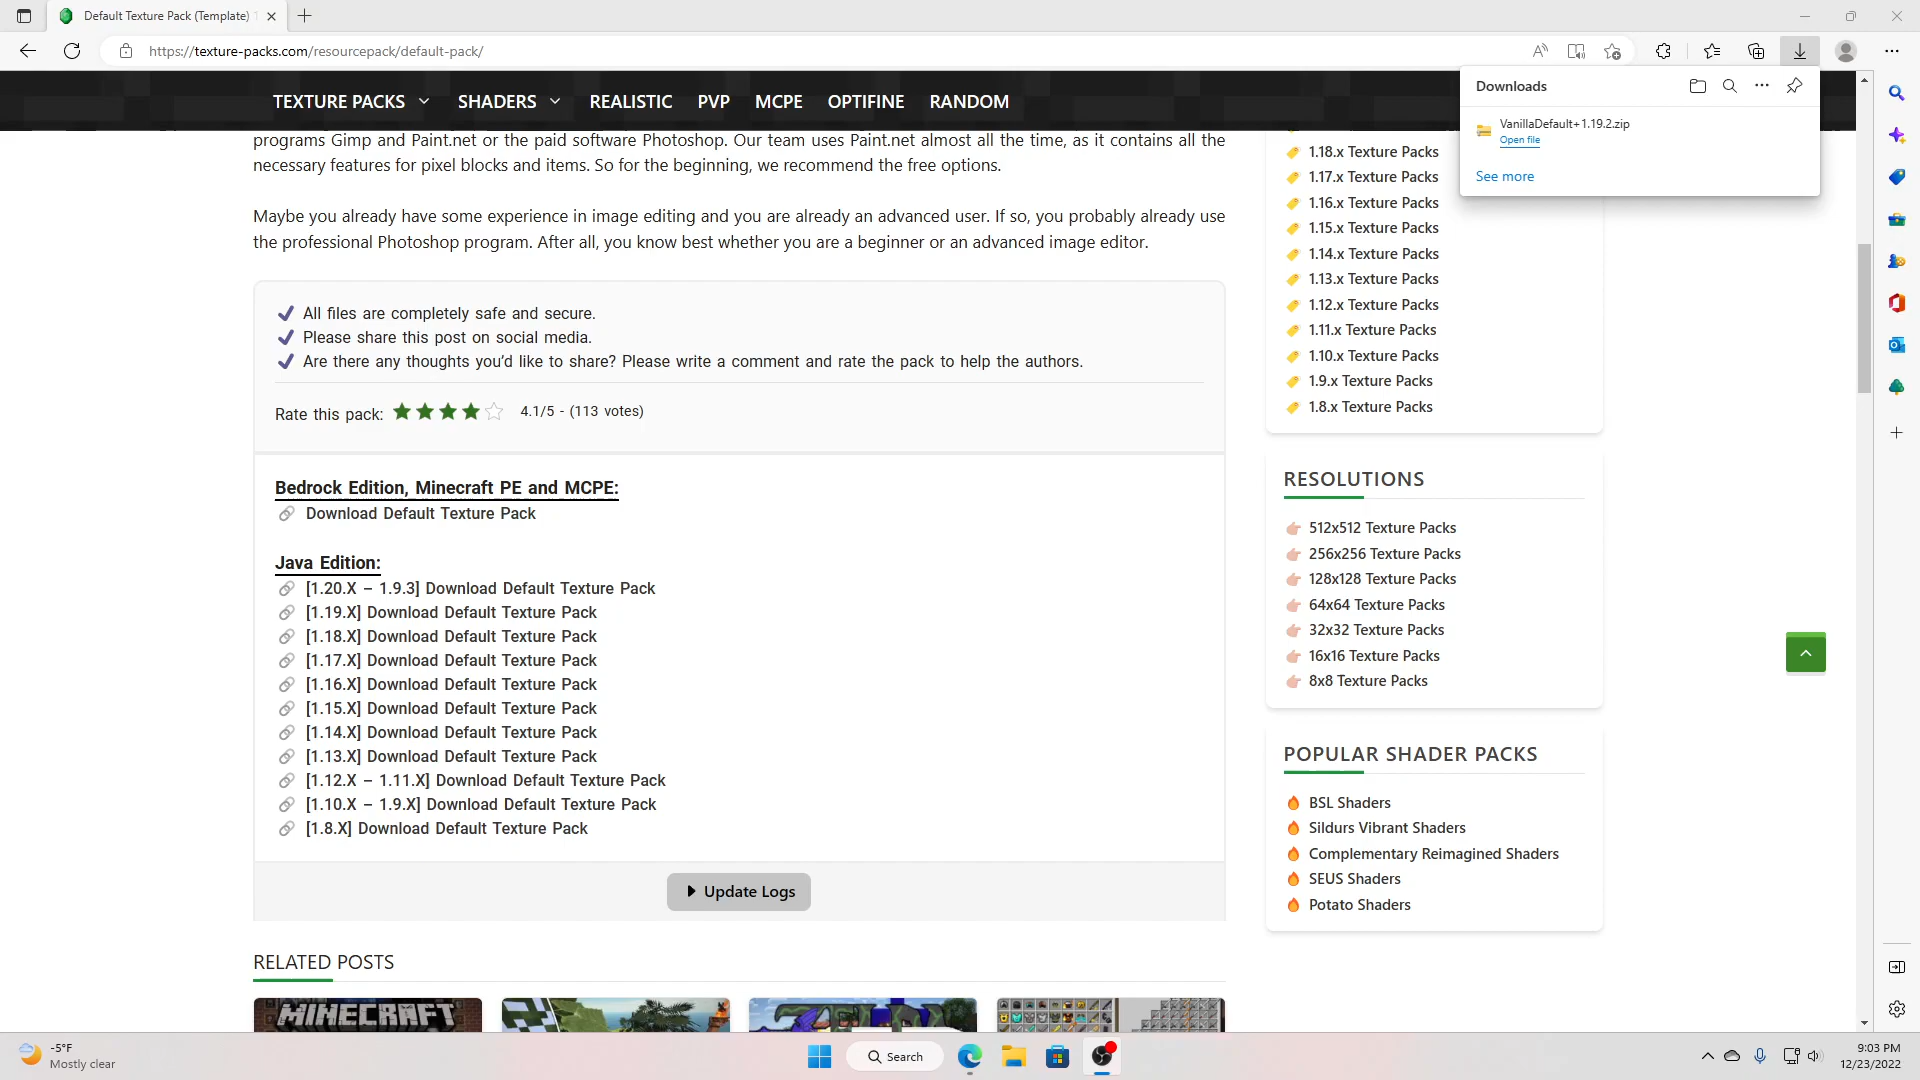 Default Texture Pack (Template)
https://texture-packs.com/resourcepack/default-pack/
TEXTURE PACKS
SHADERS
REALISTIC
PVP
MCPE
OPTIFINE
RANDOM
Downloads
VanillaDefault+1.19.2.zip
Open file
See more
programs Gimp and Paint.net or the paid software Photoshop. Our team uses Paint.net almost all the time, as it contains all the
necessary features for pixel blocks and items. So for the beginning, we recommend the free options.
Maybe you already have some experience in image editing and you are already an advanced user. If so, you probably already use
the professional Photoshop program. After all, you know best whether you are a beginner or an advanced image editor.
All files are completely safe and secure.
Please share this post on social media.
Are there any thoughts you’d like to share? Please write a comment and rate the pack to help the authors.
Rate this pack:
4.1/5 - (113 votes)
Bedrock Edition, Minecraft PE and MCPE:
Download Default Texture Pack
Java Edition:
[1.20.X – 1.9.3] Download Default Texture Pack
[1.19.X] Download Default Texture Pack
[1.18.X] Download Default Texture Pack
[1.17.X] Download Default Texture Pack
[1.16.X] Download Default Texture Pack
[1.15.X] Download Default Texture Pack
[1.14.X] Download Default Texture Pack
[1.13.X] Download Default Texture Pack
[1.12.X – 1.11.X] Download Default Texture Pack
[1.10.X – 1.9.X] Download Default Texture Pack
[1.8.X] Download Default Texture Pack
Update Logs
RELATED POSTS
MINECRAFT
1.18.x Texture Packs
1.17.x Texture Packs
1.16.x Texture Packs
1.15.x Texture Packs
1.14.x Texture Packs
1.13.x Texture Packs
1.12.x Texture Packs
1.11.x Texture Packs
1.10.x Texture Packs
1.9.x Texture Packs
1.8.x Texture Packs
RESOLUTIONS
512x512 Texture Packs
256x256 Texture Packs
128x128 Texture Packs
64x64 Texture Packs
32x32 Texture Packs
16x16 Texture Packs
8x8 Texture Packs
POPULAR SHADER PACKS
BSL Shaders
Sildurs Vibrant Shaders
Complementary Reimagined Shaders
SEUS Shaders
Potato Shaders
-5°F
Mostly clear
Search
9:03 PM
12/23/2022